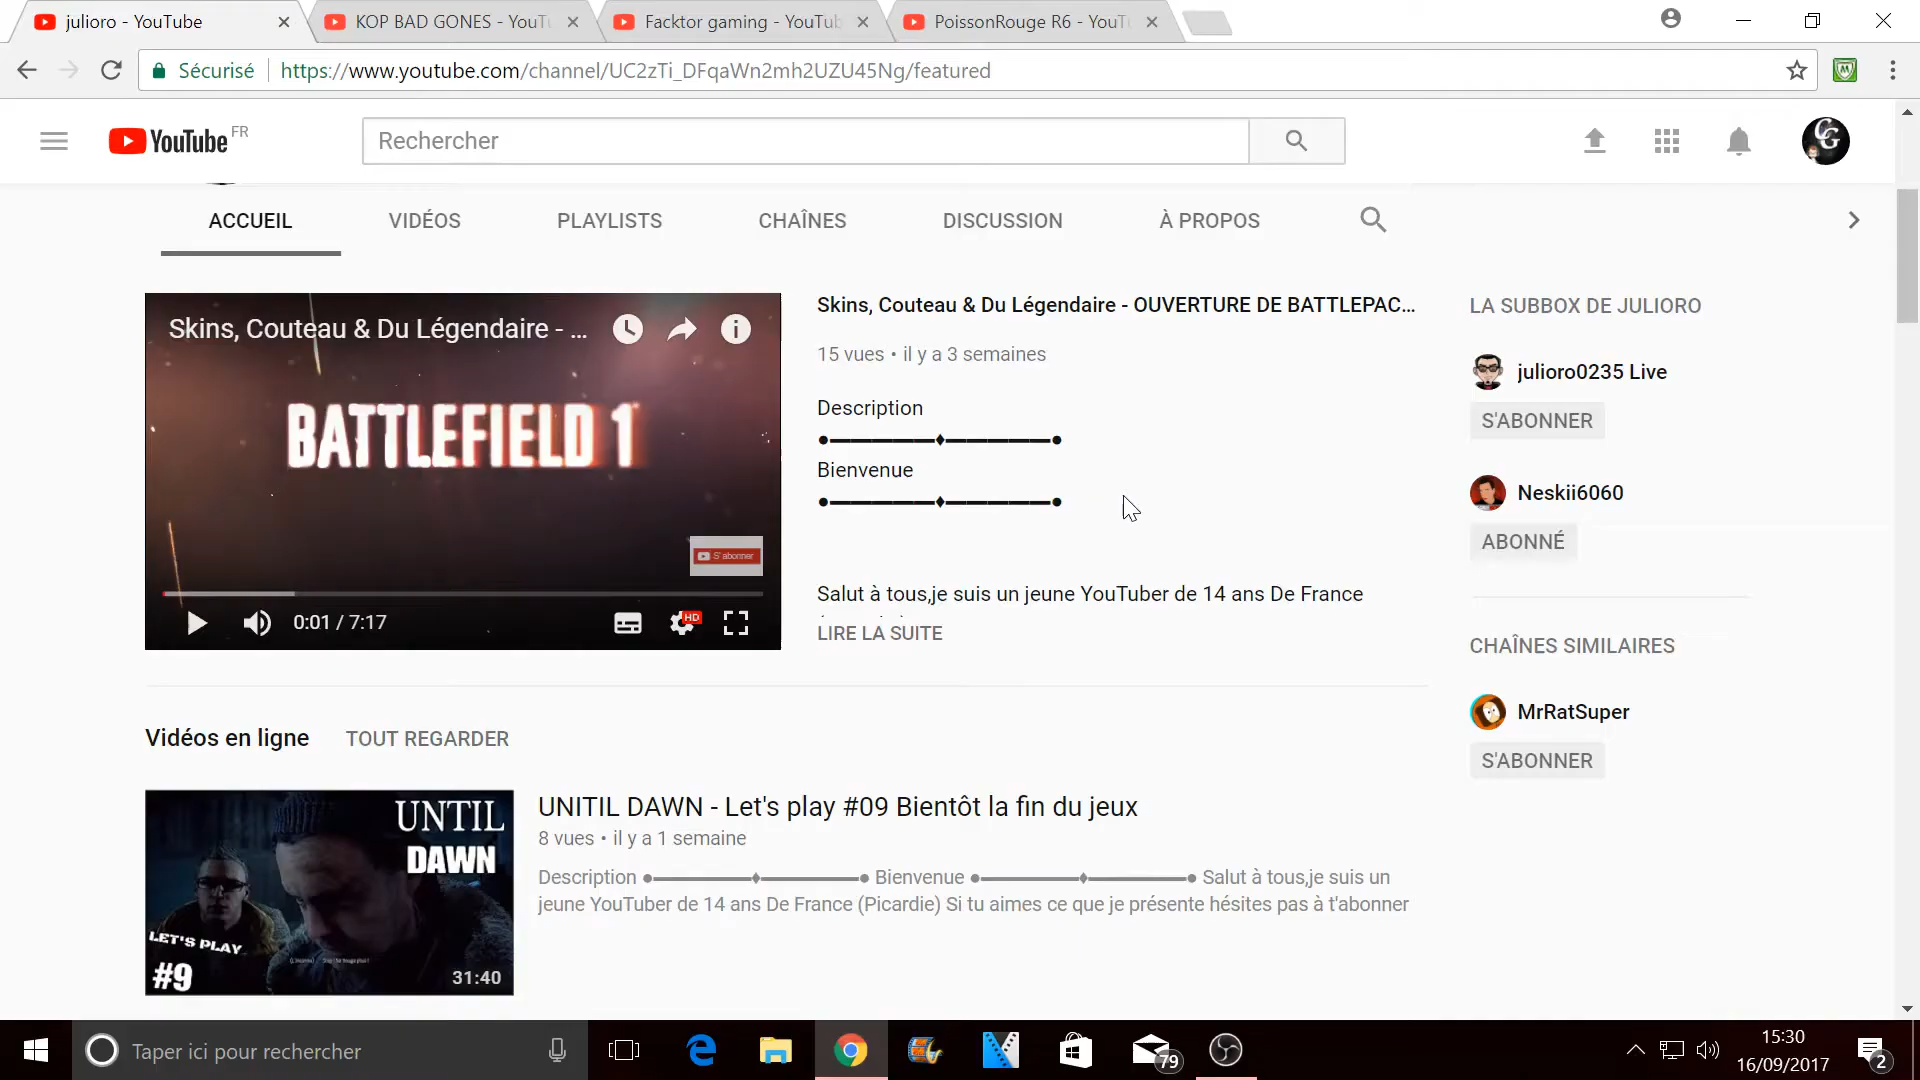 julioro - YouTube
KOP BAD GONES - YouT
Facktor gaming - YouTub
PoissonRouge R6 - YouT
Sécurisé
https://www.youtube.com/channel/UC2zTi_DFqaWn2mh2UZU45Ng/featured
YouTube FR
Rechercher
ACCUEIL
VIDÉOS
PLAYLISTS
CHAÎNES
DISCUSSION
À PROPOS
Skins, Couteau & Du Légendaire - ...
BATTLEFIELD 1
S'abonner
0:01 / 7:17
HD
Skins, Couteau & Du Légendaire - OUVERTURE DE BATTLEPAC...
15 vues • il y a 3 semaines
Description
●▬▬▬▬▬♦▬▬▬▬▬●
Bienvenue
●▬▬▬▬▬♦▬▬▬▬▬●
Salut à tous,je suis un jeune YouTuber de 14 ans De France
LIRE LA SUITE
LA SUBBOX DE JULIORO
julioro0235 Live
S'ABONNER
Neskii6060
ABONNÉ
CHAÎNES SIMILAIRES
MrRatSuper
S'ABONNER
Vidéos en ligne
TOUT REGARDER
UNTIL
DAWN
LET'S PLAY
#9
31:40
UNITIL DAWN - Let's play #09 Bientôt la fin du jeux
8 vues • il y a 1 semaine
Description ●▬▬▬▬▬♦▬▬▬▬▬● Bienvenue ●▬▬▬▬▬♦▬▬▬▬▬● Salut à tous,je suis un
jeune YouTuber de 14 ans De France (Picardie) Si tu aimes ce que je présente hésites pas à t'abonner
Taper ici pour rechercher
79
15:30
16/09/2017
2